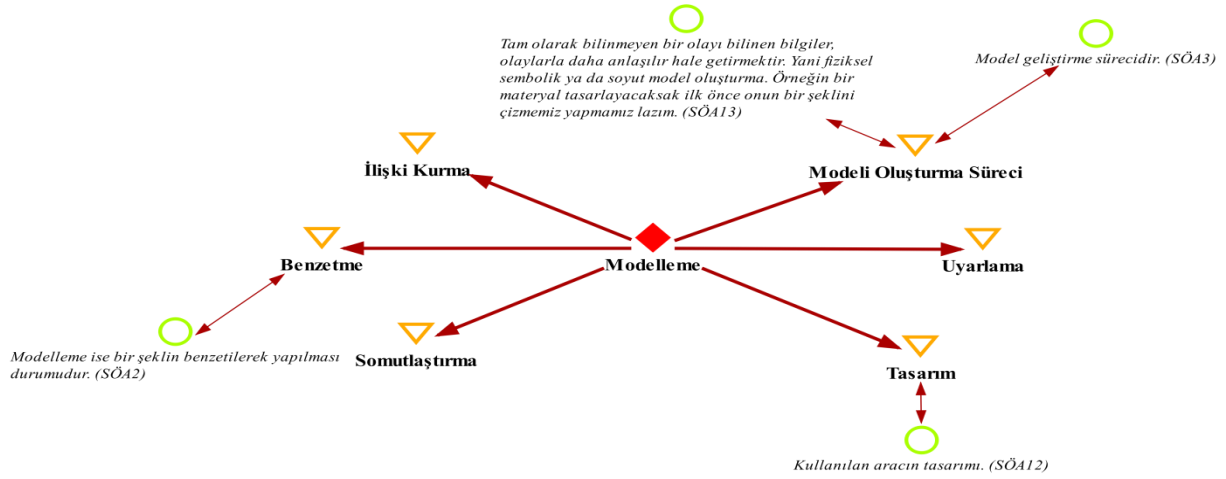 Tam olarak bilinmeyen bir olayı bilinen bilgiler,
olaylarla daha anlaşılır hale getirmektir. Yani fiziksel
sembolik ya da soyut model oluşturma. Örneğin bir
materyal tasarlayacaksak ilk önce onun bir şeklini
çizmemiz yapmamız lazım. (SÖA13)
Model geliştirme sürecidir. (SÖA3)
İlişki Kurma
Modeli Oluşturma Süreci
Benzetme
Modelleme
Uyarlama
Modelleme ise bir şeklin benzetilerek yapılması
durumudur. (SÖA2)
Somutlaştırma
Tasarım
Kullanılan aracın tasarımı. (SÖA12)